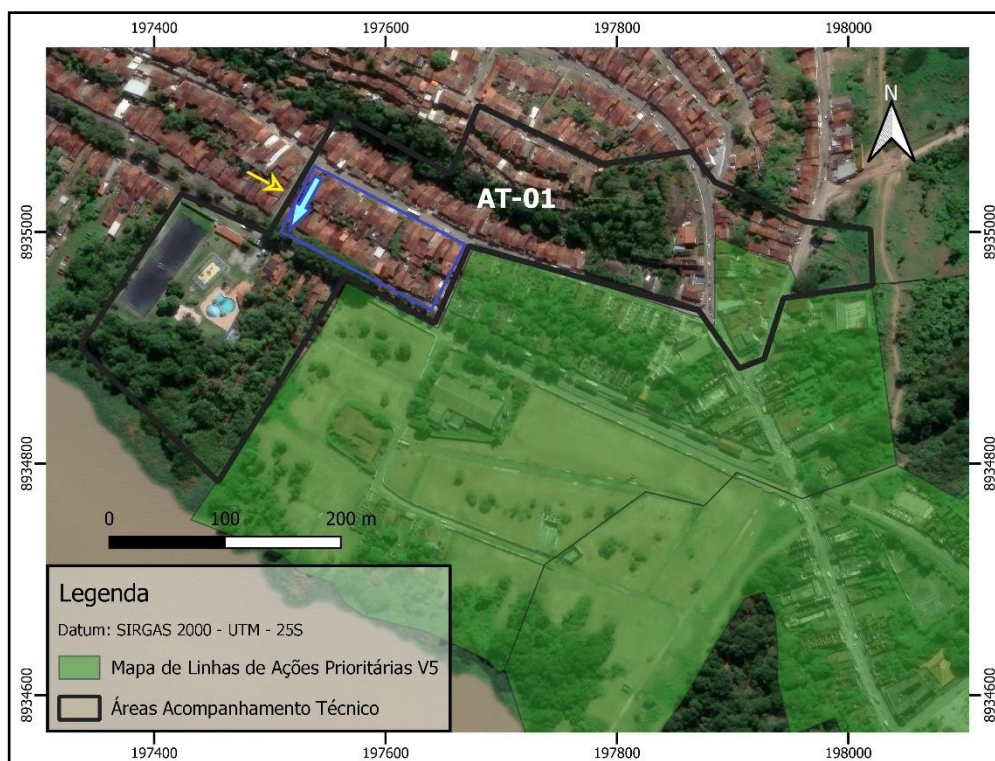 197400 197600 197800 198000
8935000
8934800
8934600
8935000
8934800
8934600
N
AT-01
0 100 200 m
Legenda
Datum: SIRGAS 2000 - UTM - 25S
Mapa de Linhas de Ações Prioritárias V5
Áreas Acompanhamento Técnico
197400 197600 197800 198000